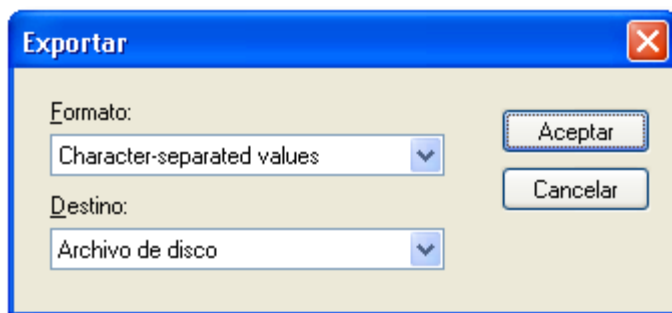 Exportar
Formato:
Character-separated values
Destino:
Archivo de disco
Aceptar
Cancelar